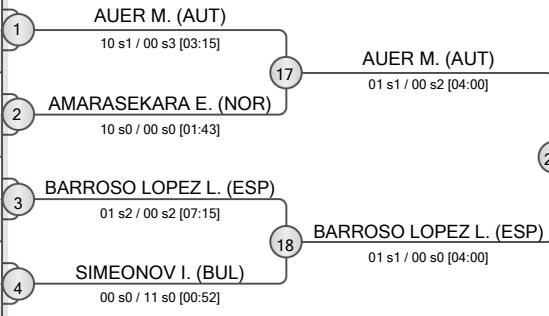 1
AUER M. (AUT)
10 s1 / 00 s3 [03:15]
17
AUER M. (AUT)
01 s1 / 00 s2 [04:00]
2
AMARASEKARA E. (NOR)
10 s0 / 00 s0 [01:43]
3
BARROSO LOPEZ L. (ESP)
01 s2 / 00 s2 [07:15]
18
BARROSO LOPEZ L. (ESP)
01 s1 / 00 s0 [04:00]
4
SIMEONOV I. (BUL)
00 s0 / 11 s0 [00:52]